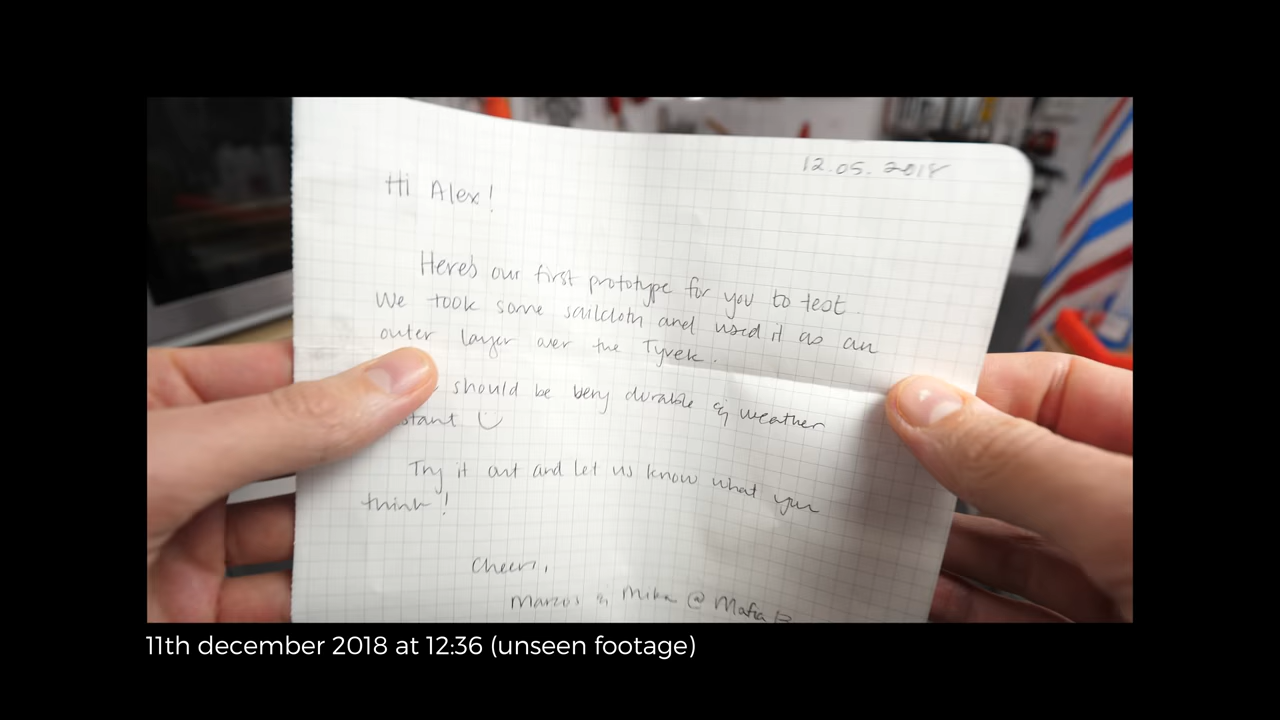 12.05.2018
Hi Alex!
Here's our first prototype for you to test.
We took some sailcloth and used it as an
outer layer over the Tyvek.
should be very durable & weather
stant
Try it out and let us know what you
think!
Cheers,
Marcos & Mika @ Mafia B
11th december 2018 at 12:36 (unseen footage)